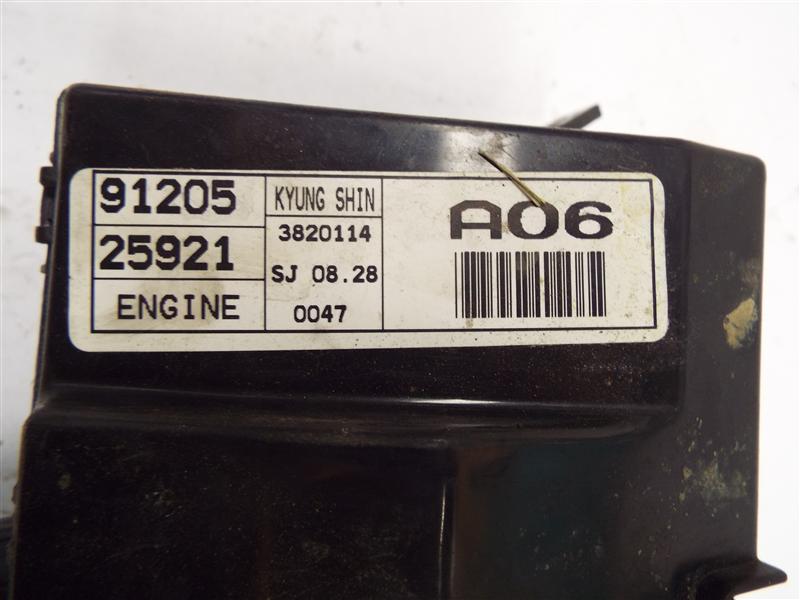 91205
25921
ENGINE
KYUNG SHIN
3820114
SJ 08.28
0047
A06